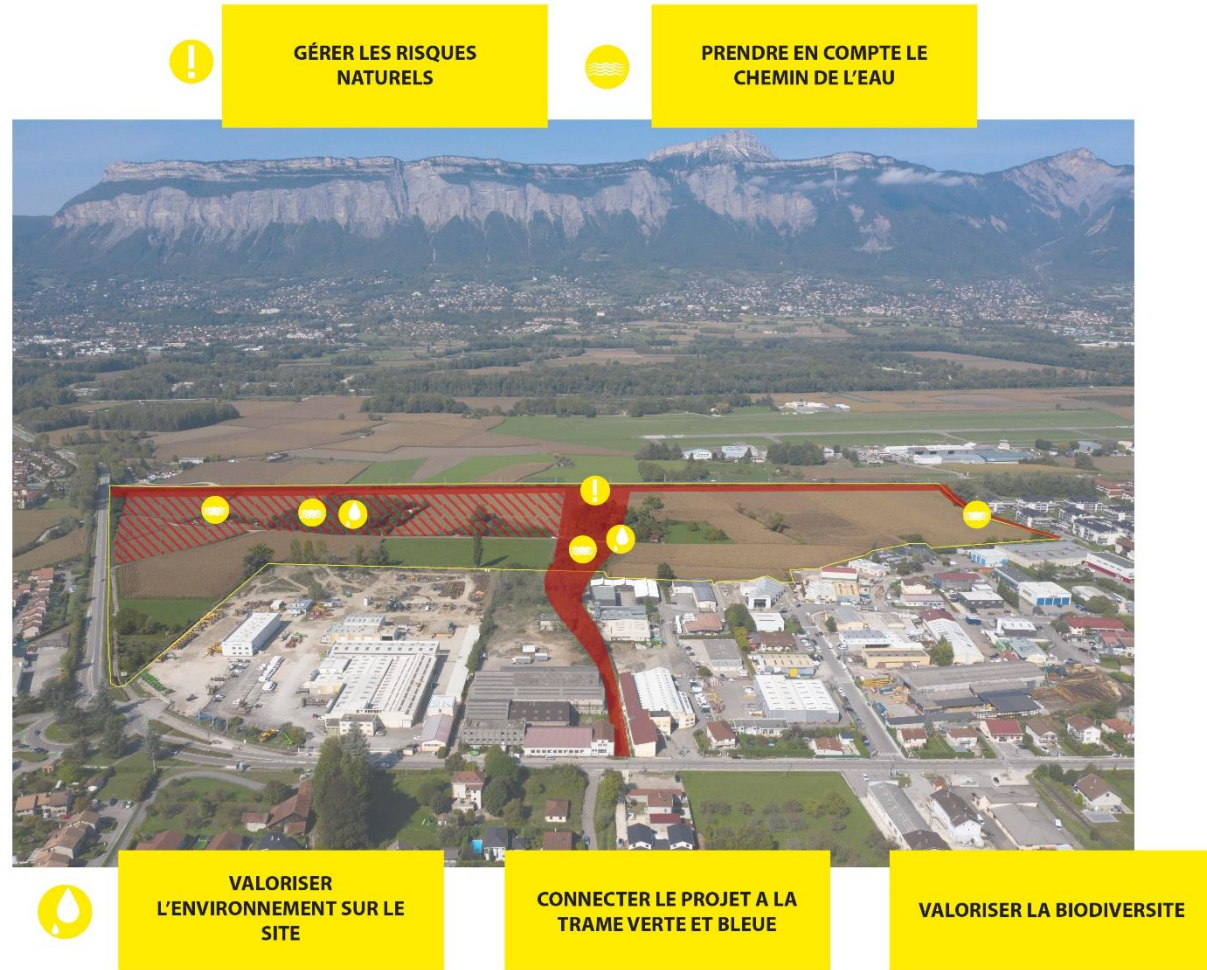 GÉRER LES RISQUES
NATURELS
PRENDRE EN COMPTE LE
CHEMIN DE L'EAU
VALORISER
L'ENVIRONNEMENT SUR LE
SITE
CONNECTER LE PROJET A LA
TRAME VERTE ET BLEUE
VALORISER LA BIODIVERSITE